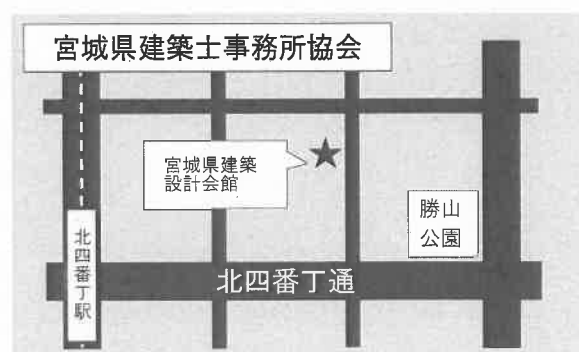 宮城県建築士事務所協会
宮城県建築
設計会館
勝山
公園
北四番丁駅
北四番丁通